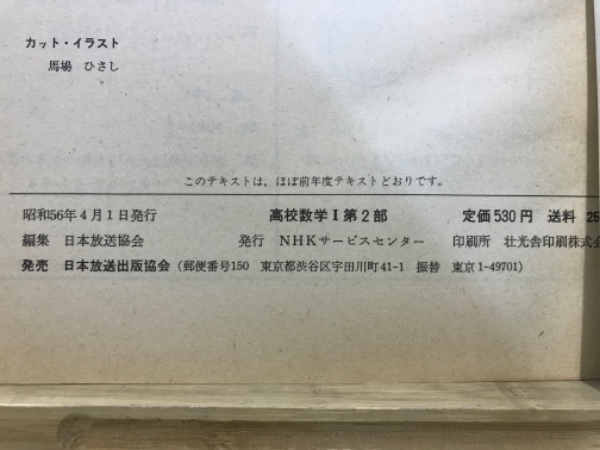 カット・イラスト
馬場 ひさし
このテキストは、ほぼ前年度テキストどおりです。
昭和56年4月1日発行 高校数学Ⅰ第2部 定価530円 送料 25
編集 日本放送協会 発行 NHKサービスセンター 印刷所 壮光舎印刷株式会
発売 日本放送出版協会（郵便番号150 東京都渋谷区宇田川町41-1 振替 東京1-49701）